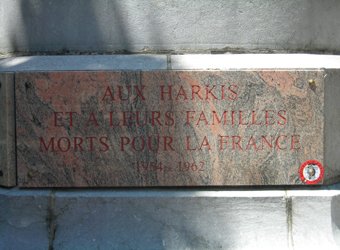 AUX HARKIS
ET A LEURS FAMILLES
MORTS POUR LA FRANCE
1954 - 1962